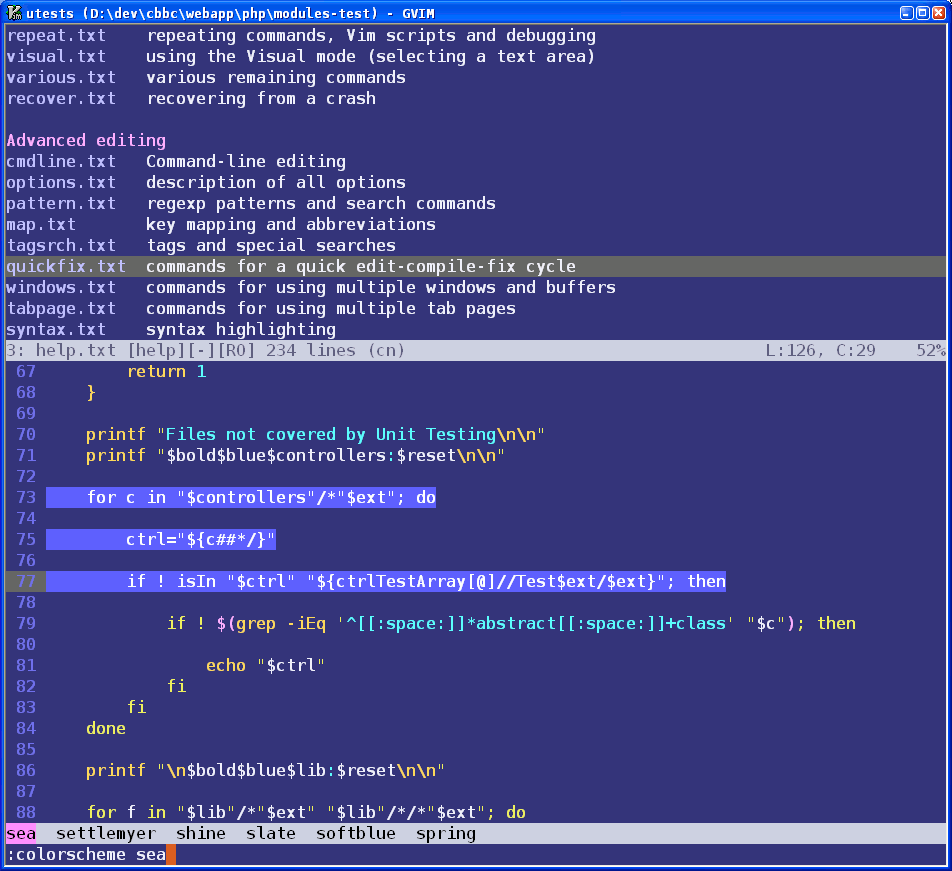 utests (D:\dev\cbbc\webapp\php\modules-test) - GVIM
repeat.txt   repeating commands, Vim scripts and debugging
visual.txt   using the Visual mode (selecting a text area)
various.txt   various remaining commands
recover.txt   recovering from a crash
Advanced editing
cmdline.txt   Command-line editing
options.txt   description of all options
pattern.txt   regexp patterns and search commands
map.txt       key mapping and abbreviations
tagsrch.txt   tags and special searches
quickfix.txt  commands for a quick edit-compile-fix cycle
windows.txt   commands for using multiple windows and buffers
tabpage.txt   commands for using multiple tab pages
syntax.txt    syntax highlighting
3: help.txt [help][-][RO] 234 lines (cn)   L:126, C:29   52%
67         return 1
68     }
69
70     printf "Files not covered by Unit Testing\n\n"
71     printf "$bold$blue$controllers:$reset\n\n"
72
73     for c in "$controllers"/*"$ext"; do
74
75         ctrl="${c##*/}"
76
77         if ! isIn "$ctrl" "${ctrlTestArray[@]//Test$ext/$ext}"; then
78
79             if ! $(grep -iEq '^[[:space:]]*abstract[[:space:]]+class' "$c"); then
80
81                 echo "$ctrl"
82             fi
83         fi
84     done
85
86     printf "\n$bold$blue$lib:$reset\n\n"
87
88     for f in "$lib"/*"$ext" "$lib"/*/*"$ext"; do
sea  settlemyer  shine  slate  softblue  spring
:colorscheme sea